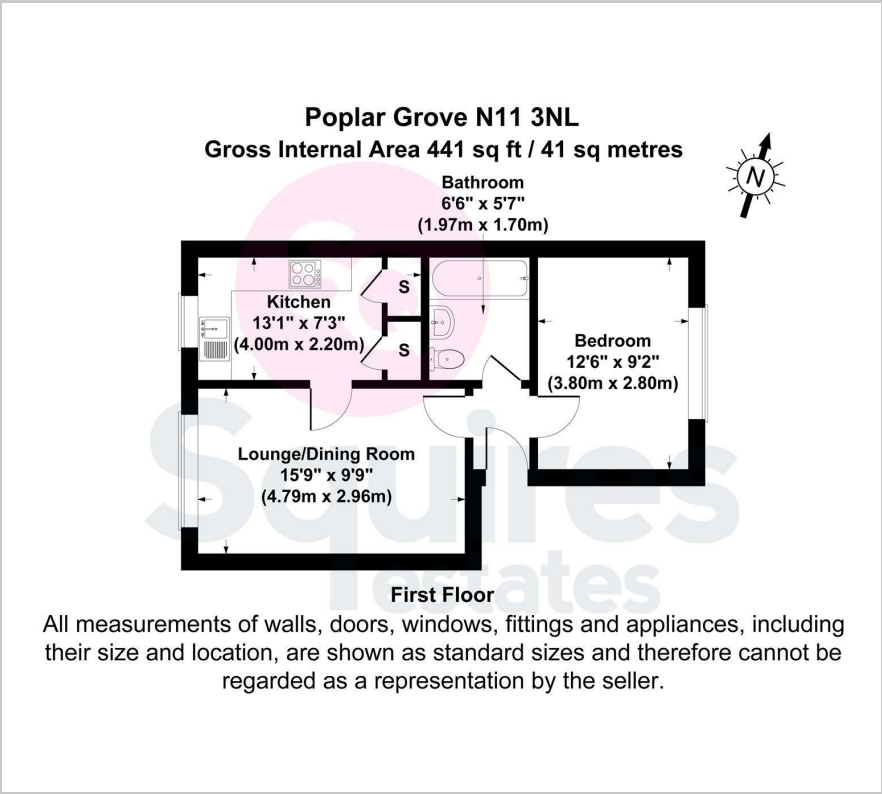 Poplar Grove N11 3NL
Gross Internal Area 441 sq ft / 41 sq metres
N
Bathroom
6'6" x 5'7"
(1.97m x 1.70m)
S
Kitchen
13'1" x 7'3"
(4.00m x 2.20m)
S
Bedroom
12'6" x 9'2"
(3.80m x 2.80m)
Lounge/Dining Room
15'9" x 9'9"
(4.79m x 2.96m)
Squires
estates
First Floor
All measurements of walls, doors, windows, fittings and appliances, including
their size and location, are shown as standard sizes and therefore cannot be
regarded as a representation by the seller.